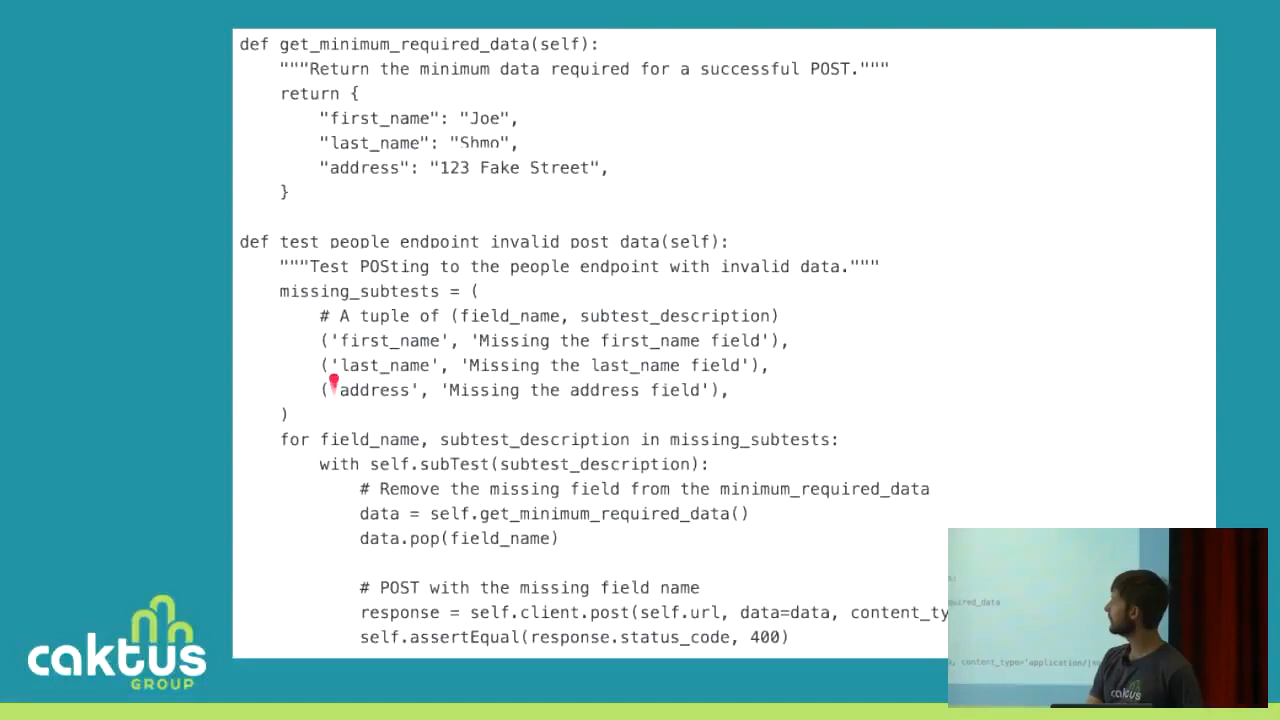 def get_minimum_required_data(self):
"""Return the minimum data required for a successful POST."""
return {
"first_name": "Joe",
"last_name": "Shmo",
"address": "123 Fake Street",
}
def test_people_endpoint_invalid_post_data(self):
"""Test POSting to the people endpoint with invalid data."""
missing_subtests = (
# A tuple of (field_name, subtest_description)
('first_name', 'Missing the first_name field'),
('last_name', 'Missing the last_name field'),
('address', 'Missing the address field'),
)
for field_name, subtest_description in missing_subtests:
with self.subTest(subtest_description):
# Remove the missing field from the minimum_required_data
data = self.get_minimum_required_data()
data.pop(field_name)
# POST with the missing field name
response = self.client.post(self.url, data=data, content_ty
self.assertEqual(response.status_code, 400)
caktus
GROUP
caktus